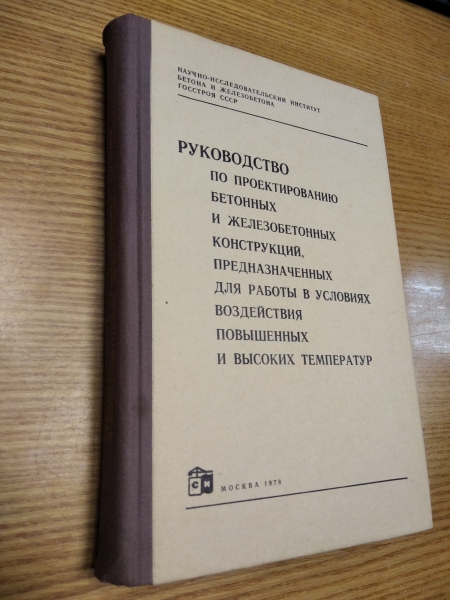 НАУЧНО-ИССЛЕДОВАТЕЛЬСКИЙ ИНСТИТУТ
БЕТОНА И ЖЕЛЕЗОБЕТОНА
ГОССТРОЯ СССР
РУКОВОДСТВО
ПО ПРОЕКТИРОВАНИЮ
БЕТОННЫХ
И ЖЕЛЕЗОБЕТОННЫХ
КОНСТРУКЦИЙ,
ПРЕДНАЗНАЧЕННЫХ
ДЛЯ РАБОТЫ В УСЛОВИЯХ
ВОЗДЕЙСТВИЯ
ПОВЫШЕННЫХ
И ВЫСОКИХ ТЕМПЕРАТУР
СИ
МОСКВА 1978